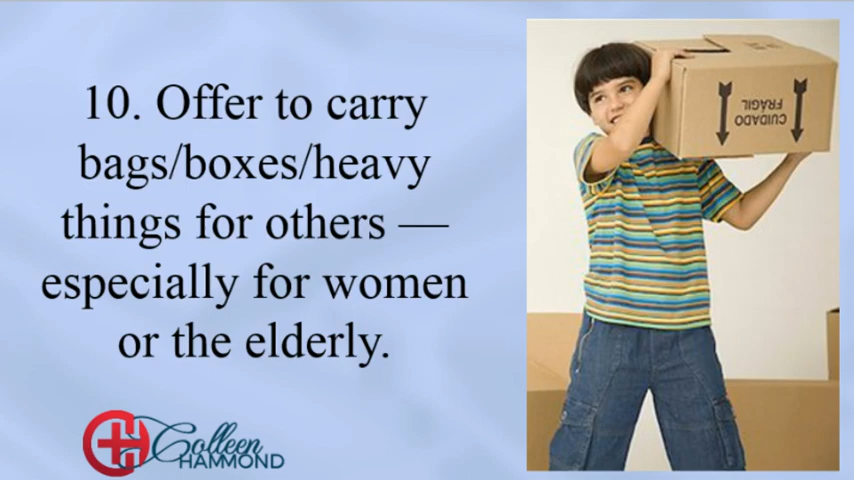 10. Offer to carry
bags/boxes/heavy
things for others —
especially for women
or the elderly.
Colleen
HAMMOND
CUIDADO
FRÁGIL